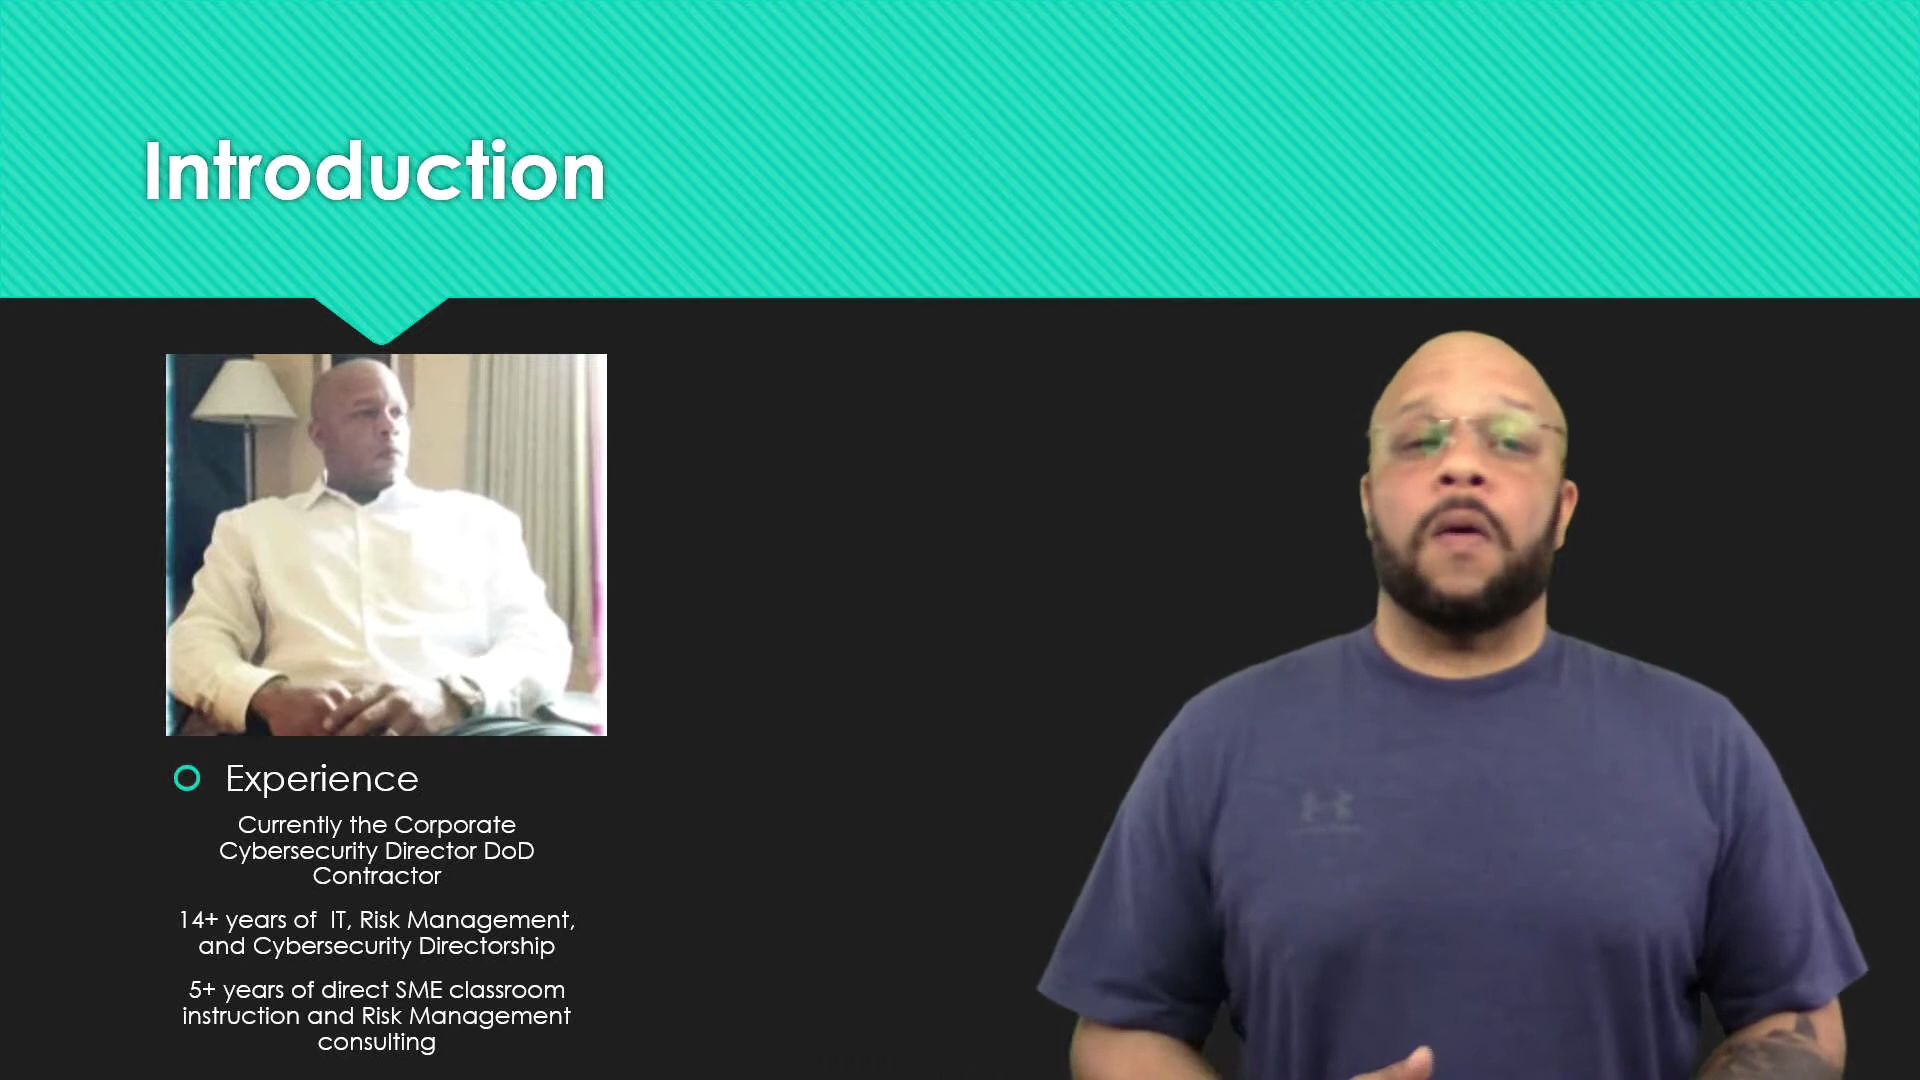 Introduction
Experience
Currently the Corporate
Cybersecurity Director DoD
Contractor
14+ years of  IT, Risk Management,
and Cybersecurity Directorship
5+ years of direct SME classroom
instruction and Risk Management
consulting